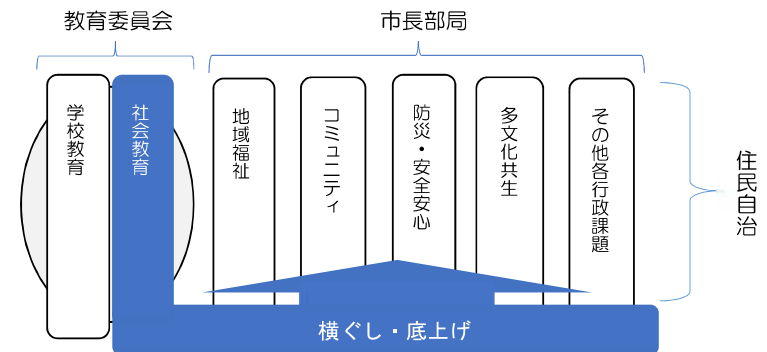 教育委員会
市長部局
学校教育
社会教育
地域福祉
コミュニティ
防災・安全安心
多文化共生
その他各行政課題
住民自治
横ぐし・底上げ